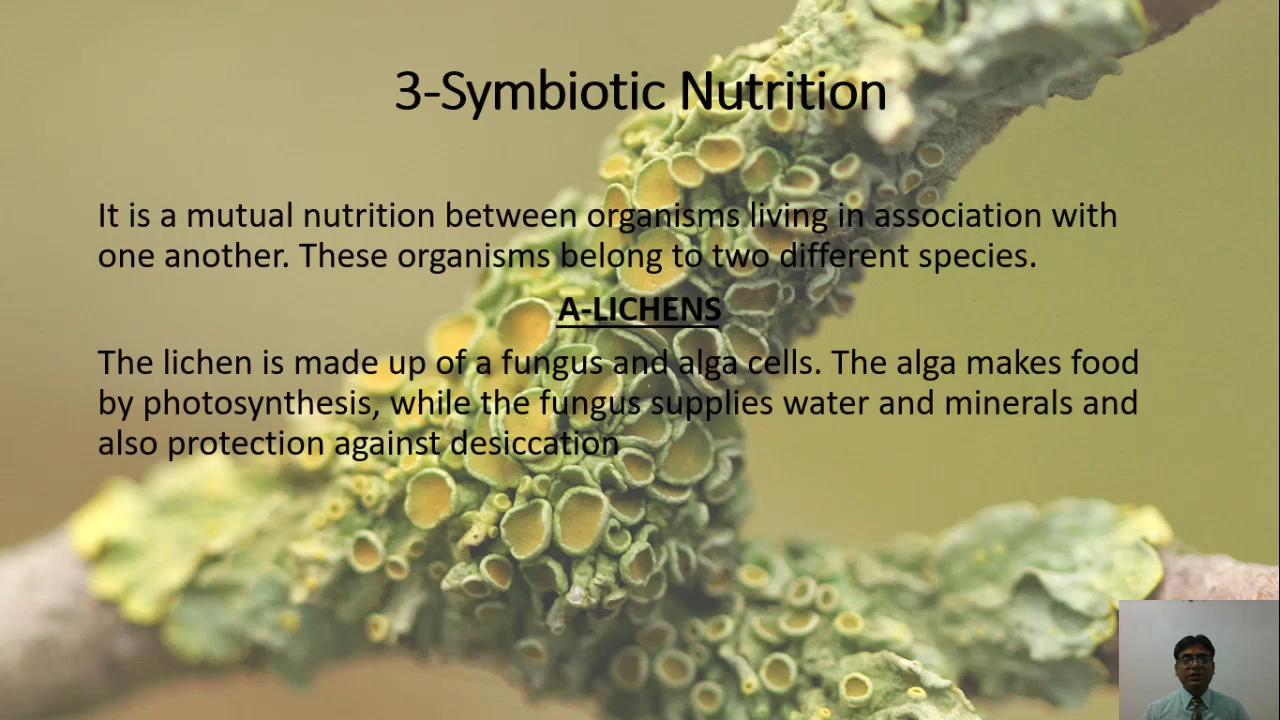 3-Symbiotic Nutrition
It is a mutual nutrition between organisms living in association with
one another. These organisms belong to two different species.
A-LICHENS
The lichen is made up of a fungus and alga cells. The alga makes food
by photosynthesis, while the fungus supplies water and minerals and
also protection against desiccation